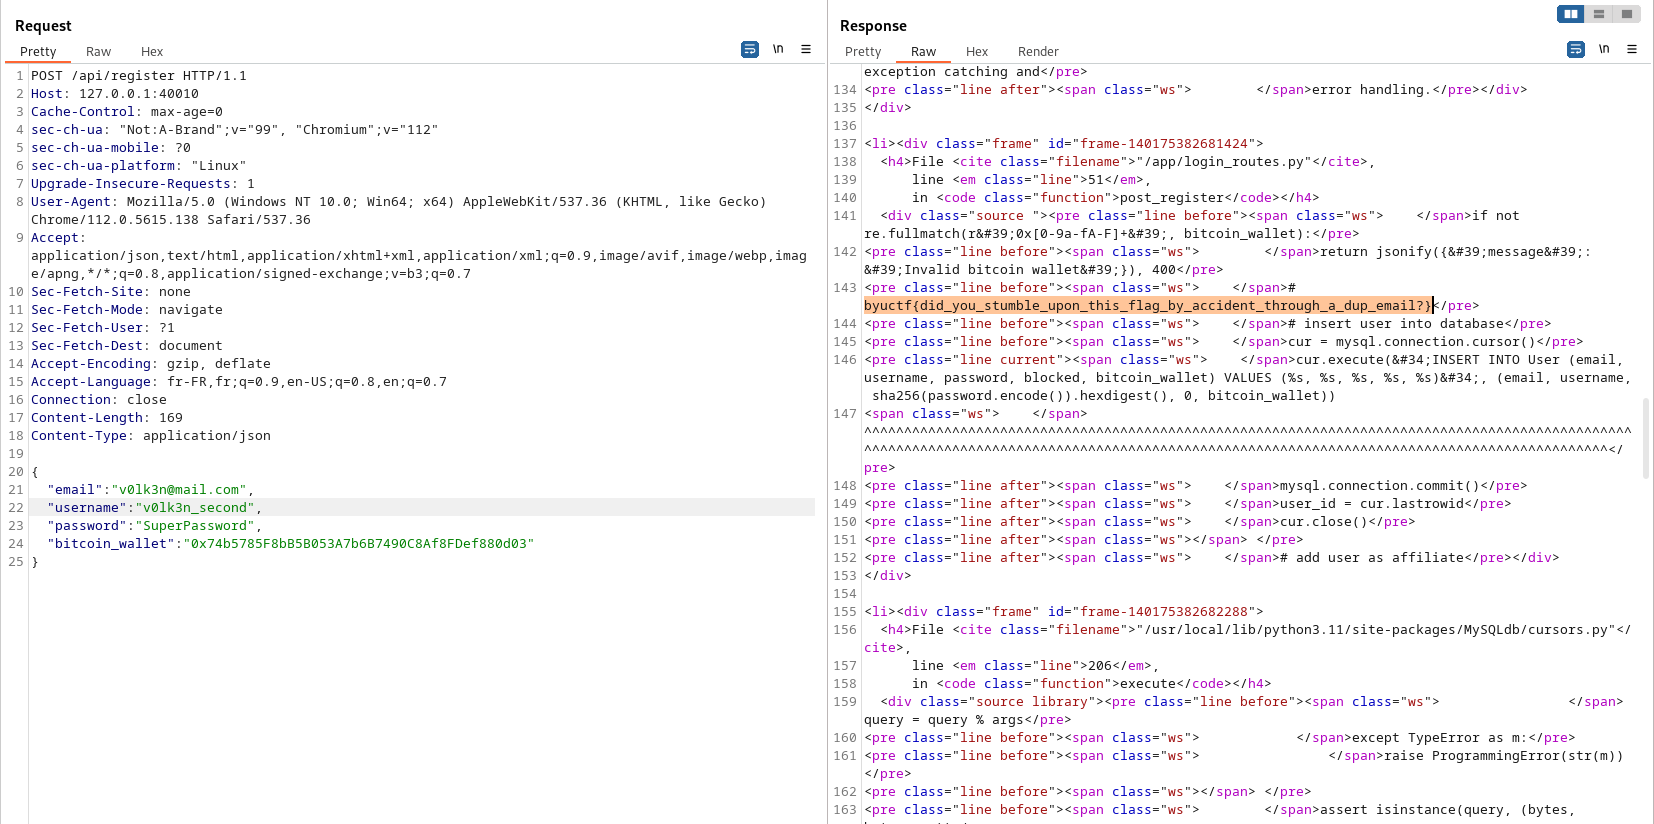 Request
Pretty Raw Hex
\n
1 POST /api/register HTTP/1.1
2 Host: 127.0.0.1:40010
3 Cache-Control: max-age=0
4 sec-ch-ua: "Not:A-Brand";v="99", "Chromium";v="112"
5 sec-ch-ua-mobile: ?0
6 sec-ch-ua-platform: "Linux"
7 Upgrade-Insecure-Requests: 1
8 User-Agent: Mozilla/5.0 (Windows NT 10.0; Win64; x64) AppleWebKit/537.36 (KHTML, like Gecko)
Chrome/112.0.5615.138 Safari/537.36
9 Accept:
application/json,text/html,application/xhtml+xml,application/xml;q=0.9,image/avif,image/webp,imag
e/apng,*/*;q=0.8,application/signed-exchange;v=b3;q=0.7
10 Sec-Fetch-Site: none
11 Sec-Fetch-Mode: navigate
12 Sec-Fetch-User: ?1
13 Sec-Fetch-Dest: document
14 Accept-Encoding: gzip, deflate
15 Accept-Language: fr-FR,fr;q=0.9,en-US;q=0.8,en;q=0.7
16 Connection: close
17 Content-Length: 169
18 Content-Type: application/json
19
20 {
21 "email":"v0lk3n@mail.com",
22 "username":"v0lk3n_second",
23 "password":"SuperPassword",
24 "bitcoin_wallet":"0x74b5785F8bB5B053A7b6B7490C8Af8FDef880d03"
25 }
Response
Pretty Raw Hex Render
\n
exception catching and</pre>
134 <pre class="line after"><span class="ws">        </span>error handling.</pre></div>
135 </div>
136
137 <li><div class="frame" id="frame-140175382681424">
138 <h4>File <cite class="filename">"/app/login_routes.py"</cite>,
139 line <em class="line">51</em>,
140 in <code class="function">post_register</code></h4>
141 <div class="source "><pre class="line before"><span class="ws">    </span>if not
re.fullmatch(r&#39;0x[0-9a-fA-F]+&#39;, bitcoin_wallet):</pre>
142 <pre class="line before"><span class="ws">        </span>return jsonify({&#39;message&#39;:
&#39;Invalid bitcoin wallet&#39;}), 400</pre>
143 <pre class="line before"><span class="ws">    </span>#
byuctf{did_you_stumble_upon_this_flag_by_accident_through_a_dup_email?}</pre>
144 <pre class="line before"><span class="ws">    </span># insert user into database</pre>
145 <pre class="line before"><span class="ws">    </span>cur = mysql.connection.cursor()</pre>
146 <pre class="line current"><span class="ws">    </span>cur.execute(&#34;INSERT INTO User (email,
username, password, blocked, bitcoin_wallet) VALUES (%s, %s, %s, %s, %s)&#34;, (email, username,
sha256(password.encode()).hexdigest(), 0, bitcoin_wallet))
147 <span class="ws">    </span>
^^^^^^^^^^^^^^^^^^^^^^^^^^^^^^^^^^^^^^^^^^^^^^^^^^^^^^^^^^^^^^^^^^^^^^^^^^^^^^^^^^^^^^^^^^^^^^^^
^^^^^^^^^^^^^^^^^^^^^^^^^^^^^^^^^^^^^^^^^^^^^^^^^^^^^^^^^^^^^^^^^^^^^^^^^^^^^^^^^^^^^^^^^^^^^</
pre>
148 <pre class="line after"><span class="ws">    </span>mysql.connection.commit()</pre>
149 <pre class="line after"><span class="ws">    </span>user_id = cur.lastrowid</pre>
150 <pre class="line after"><span class="ws">    </span>cur.close()</pre>
151 <pre class="line after"><span class="ws"></span> </pre>
152 <pre class="line after"><span class="ws">    </span># add user as affiliate</pre></div>
153 </div>
154
155 <li><div class="frame" id="frame-140175382682288">
156 <h4>File <cite class="filename">"/usr/local/lib/python3.11/site-packages/MySQLdb/cursors.py"</
cite>,
157 line <em class="line">206</em>,
158 in <code class="function">execute</code></h4>
159 <div class="source library"><pre class="line before"><span class="ws">                </span>
query = query % args</pre>
160 <pre class="line before"><span class="ws">            </span>except TypeError as m:</pre>
161 <pre class="line before"><span class="ws">                </span>raise ProgrammingError(str(m))
</pre>
162 <pre class="line before"><span class="ws"></span> </pre>
163 <pre class="line before"><span class="ws">        </span>assert isinstance(query, (bytes,